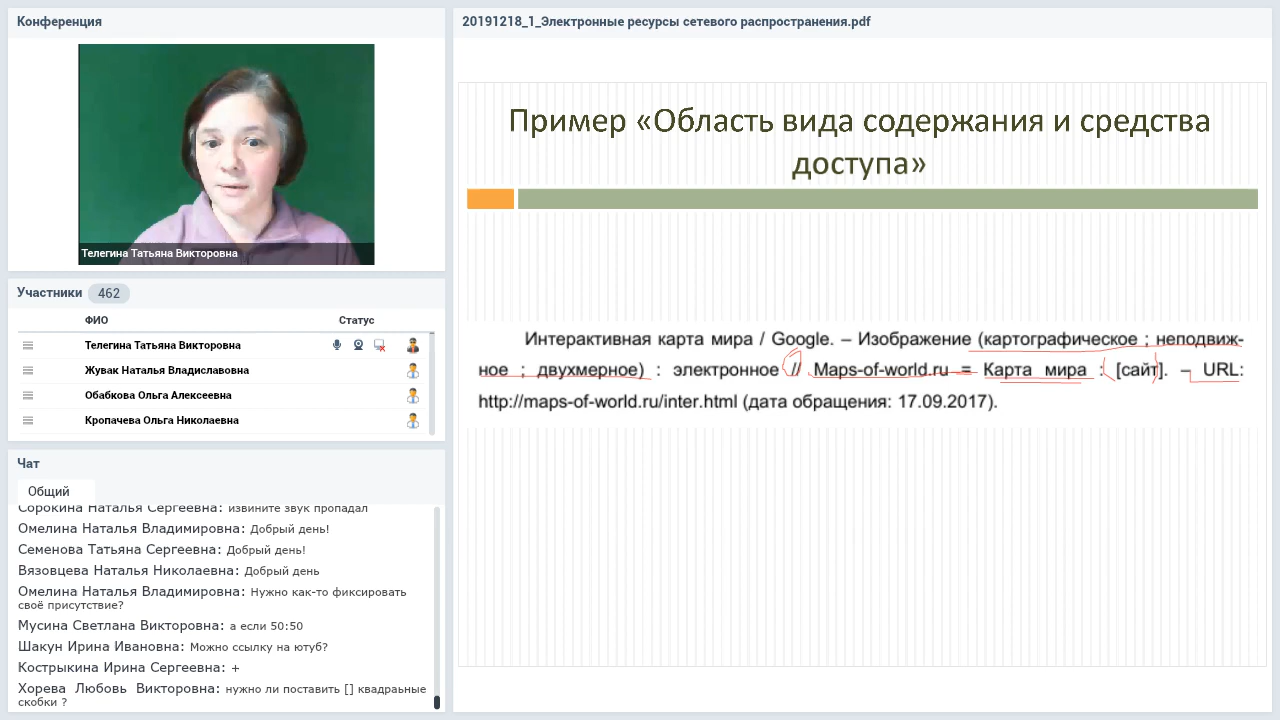 Конференция
Телегина Татьяна Викторовна
Участники 462
ФИО Статус
Телегина Татьяна Викторовна
Жувак Наталья Владиславовна
Обабкова Ольга Алексеевна
Кропачева Ольга Николаевна
Чат
Общий
Сорокина Наталья Сергеевна: извините звук пропадал
Омелина Наталья Владимировна: Добрый день!
Семенова Татьяна Сергеевна: Добрый день!
Вязовцева Наталья Николаевна: Добрый день
Омелина Наталья Владимировна: Нужно как-то фиксировать
своё присутствие?
Мусина Светлана Викторовна: а если 50:50
Шакун Ирина Ивановна: Можно ссылку на ютуб?
Кострыкина Ирина Сергеевна: +
Хорева Любовь Викторовна: нужно ли поставить [] квадраьные
скобки ?
20191218_1_Электронные ресурсы сетевого распространения.pdf
Пример «Область вида содержания и средства
доступа»
Интерактивная карта мира / Google. – Изображение (картографическое ; неподвиж-
ное ; двухмерное) : электронное // Maps-of-world.ru = Карта мира : [сайт]. – URL:
http://maps-of-world.ru/inter.html (дата обращения: 17.09.2017).